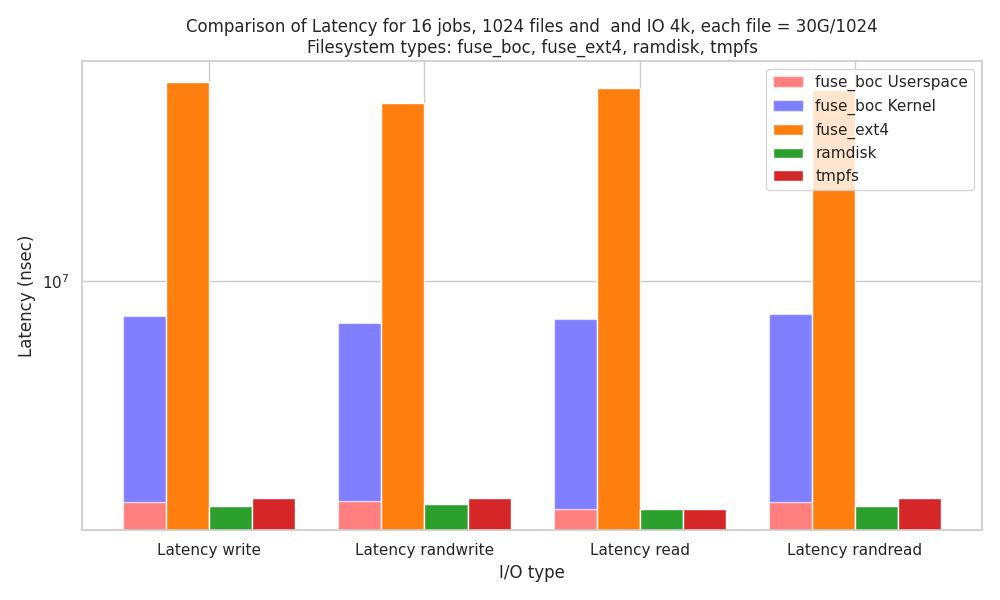 Comparison of Latency for 16 jobs, 1024 files and  and IO 4k, each file = 30G/1024
Filesystem types: fuse_boc, fuse_ext4, ramdisk, tmpfs
fuse_boc Userspace
fuse_boc Kernel
fuse_ext4
ramdisk
tmpfs
Latency (nsec)
10^7
Latency write
Latency randwrite
Latency read
Latency randread
I/O type